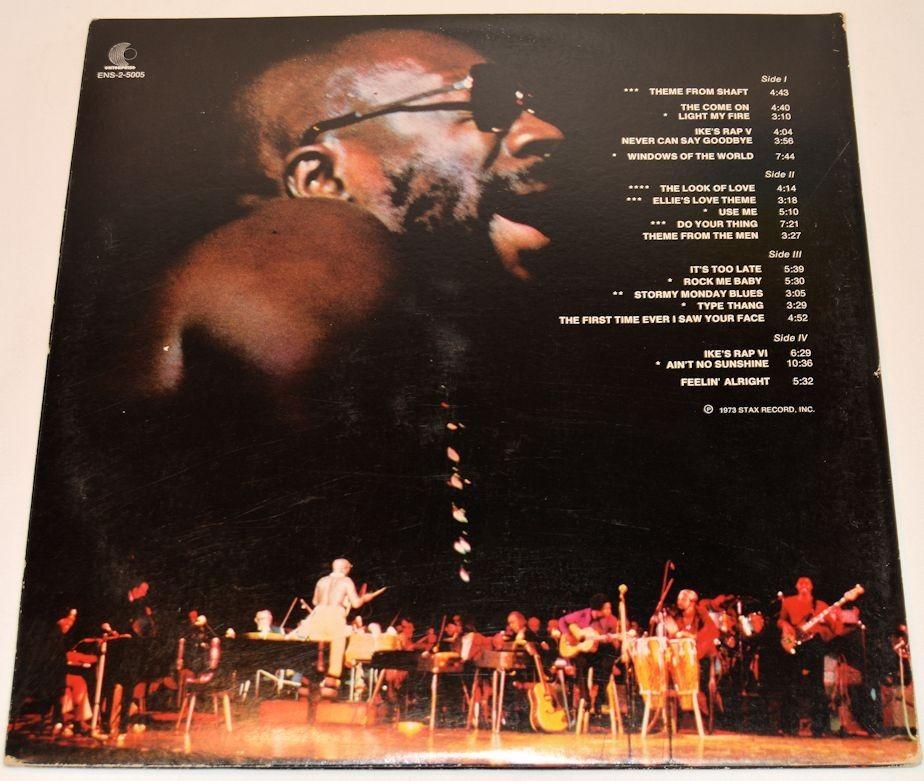 ENTERPRISE
ENS-2-5005
Side I
*** THEME FROM SHAFT 4:43
THE COME ON 4:40
* LIGHT MY FIRE 3:10
IKE'S RAP V 4:04
NEVER CAN SAY GOODBYE 3:56
* WINDOWS OF THE WORLD 7:44
Side II
**** THE LOOK OF LOVE 4:14
*** ELLIE'S LOVE THEME 3:18
* USE ME 5:10
*** DO YOUR THING 7:21
THEME FROM THE MEN 3:27
Side III
IT'S TOO LATE 5:39
* ROCK ME BABY 5:30
** STORMY MONDAY BLUES 3:05
* TYPE THANG 3:29
THE FIRST TIME EVER I SAW YOUR FACE 4:52
Side IV
IKE'S RAP VI 6:29
* AIN'T NO SUNSHINE 10:36
FEELIN' ALRIGHT 5:32
Ⓟ 1973 STAX RECORD, INC.